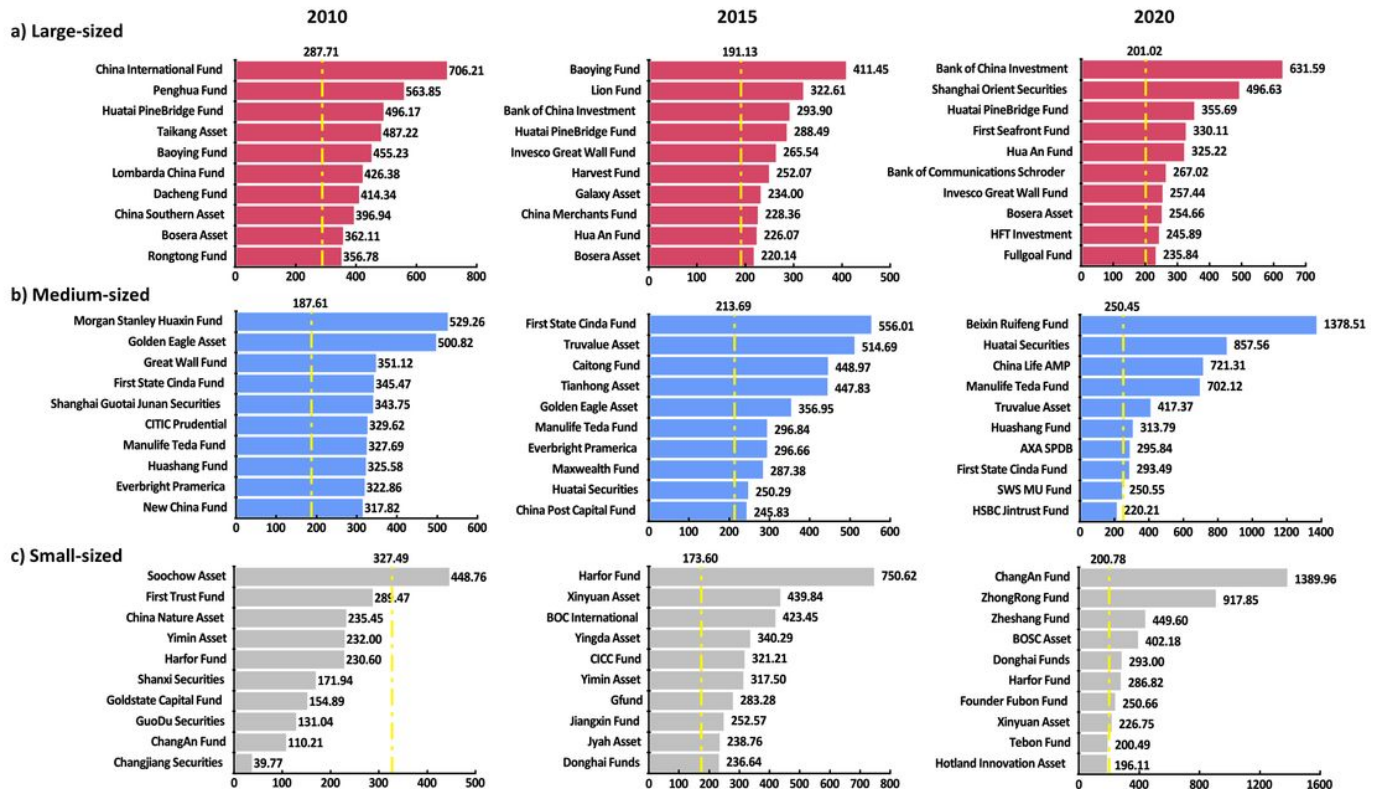 2010 2015 2020
a) Large-sized
287.71
China International Fund 706.21
Penghua Fund 563.85
Huatai PineBridge Fund 496.17
Taikang Asset 487.22
Baoying Fund 455.23
Lombarda China Fund 426.38
Dacheng Fund 414.34
China Southern Asset 396.94
Bosera Asset 362.11
Rongtong Fund 356.78
0 200 400 600 800
191.13
Baoying Fund 411.45
Lion Fund 322.61
Bank of China Investment 293.90
Huatai PineBridge Fund 288.49
Invesco Great Wall Fund 265.54
Harvest Fund 252.07
Galaxy Asset 234.00
China Merchants Fund 228.36
Hua An Fund 226.07
Bosera Asset 220.14
0 100 200 300 400 500
201.02
Bank of China Investment 631.59
Shanghai Orient Securities 496.63
Huatai PineBridge Fund 355.69
First Seafront Fund 330.11
Hua An Fund 325.22
Bank of Communications Schroder 267.02
Invesco Great Wall Fund 257.44
Bosera Asset 254.66
HFT Investment 245.89
Fullgoal Fund 235.84
0 100 200 300 400 500 600 700
b) Medium-sized
187.61
Morgan Stanley Huaxin Fund 529.26
Golden Eagle Asset 500.82
Great Wall Fund 351.12
First State Cinda Fund 345.47
Shanghai Guotai Junan Securities 343.75
CITIC Prudential 329.62
Manulife Teda Fund 327.69
Huashang Fund 325.58
Everbright Pramerica 322.86
New China Fund 317.82
0 100 200 300 400 500 600
213.69
First State Cinda Fund 556.01
Truvalue Asset 514.69
Caitong Fund 448.97
Tianhong Asset 447.83
Golden Eagle Asset 356.95
Manulife Teda Fund 296.84
Everbright Pramerica 296.66
Maxwealth Fund 287.38
Huatai Securities 250.29
China Post Capital Fund 245.83
0 100 200 300 400 500 600
250.45
Beixin Ruifeng Fund 1378.51
Huatai Securities 857.56
China Life AMP 721.31
Manulife Teda Fund 702.12
Truvalue Asset 417.37
Huashang Fund 313.79
AXA SPDB 295.84
First State Cinda Fund 293.49
SWS MU Fund 250.55
HSBC Jintrust Fund 220.21
0 200 400 600 800 1000 1200 1400
c) Small-sized
327.49
Soochow Asset 448.76
First Trust Fund 289.47
China Nature Asset 235.45
Yimin Asset 232.00
Harfor Fund 230.60
Shanxi Securities 171.94
Goldstate Capital Fund 154.89
GuoDu Securities 131.04
ChangAn Fund 110.21
Changjiang Securities 39.77
0 100 200 300 400 500
173.60
Harfor Fund 750.62
Xinyuan Asset 439.84
BOC International 423.45
Yingda Asset 340.29
CICC Fund 321.21
Yimin Asset 317.50
Gfund 283.28
Jiangxin Fund 252.57
Jyah Asset 238.76
Donghai Funds 236.64
0 100 200 300 400 500 600 700 800
200.78
ChangAn Fund 1389.96
ZhongRong Fund 917.85
Zheshang Fund 449.60
BOSC Asset 402.18
Donghai Funds 293.00
Harfor Fund 286.82
Founder Fubon Fund 250.66
Xinyuan Asset 226.75
Tebon Fund 200.49
Hotland Innovation Asset 196.11
0 400 800 1200 1600